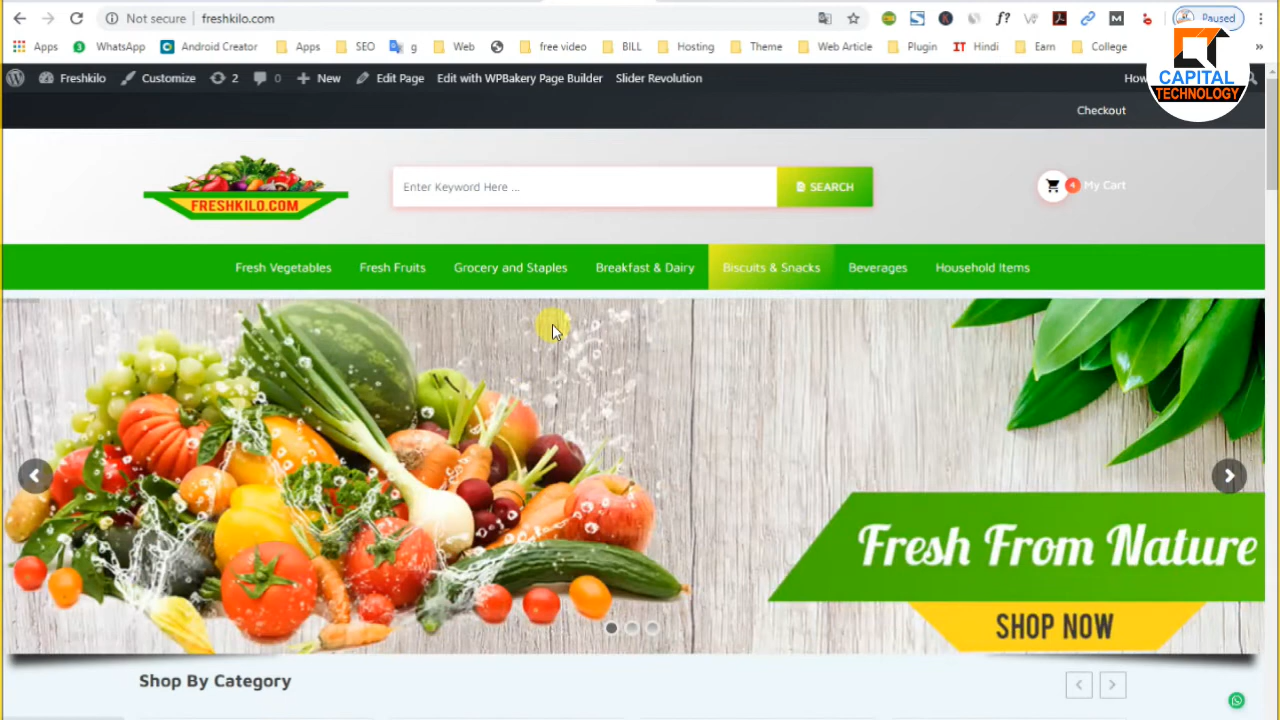 Not secure freshkilo.com Paused
Apps WhatsApp Android Creator Apps SEO g Web free video BILL Hosting Theme Web Article Plugin IT Hindi Earn College »
CAPITAL
TECHNOLOGY
Freshkilo Customize 2 0 New Edit Page Edit with WPBakery Page Builder Slider Revolution
Checkout
FRESHKILO.COM
Enter Keyword Here ...
SEARCH
4 My Cart
Fresh Vegetables Fresh Fruits Grocery and Staples Breakfast & Dairy Biscuits & Snacks Beverages Household Items
Fresh From Nature
SHOP NOW
Shop By Category